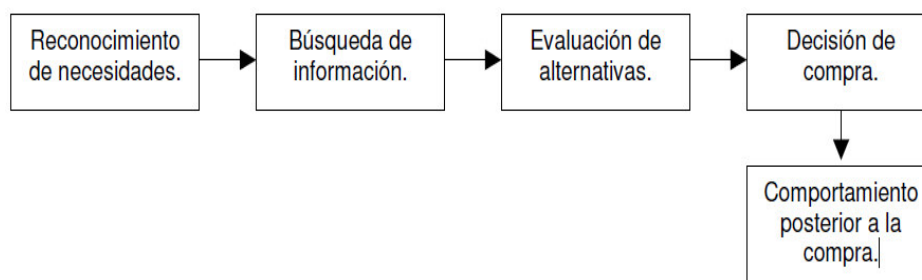 Reconocimiento
de necesidades.
Búsqueda de
información.
Evaluación de
alternativas.
Decisión de
compra.
Comportamiento
posterior a la
compra.